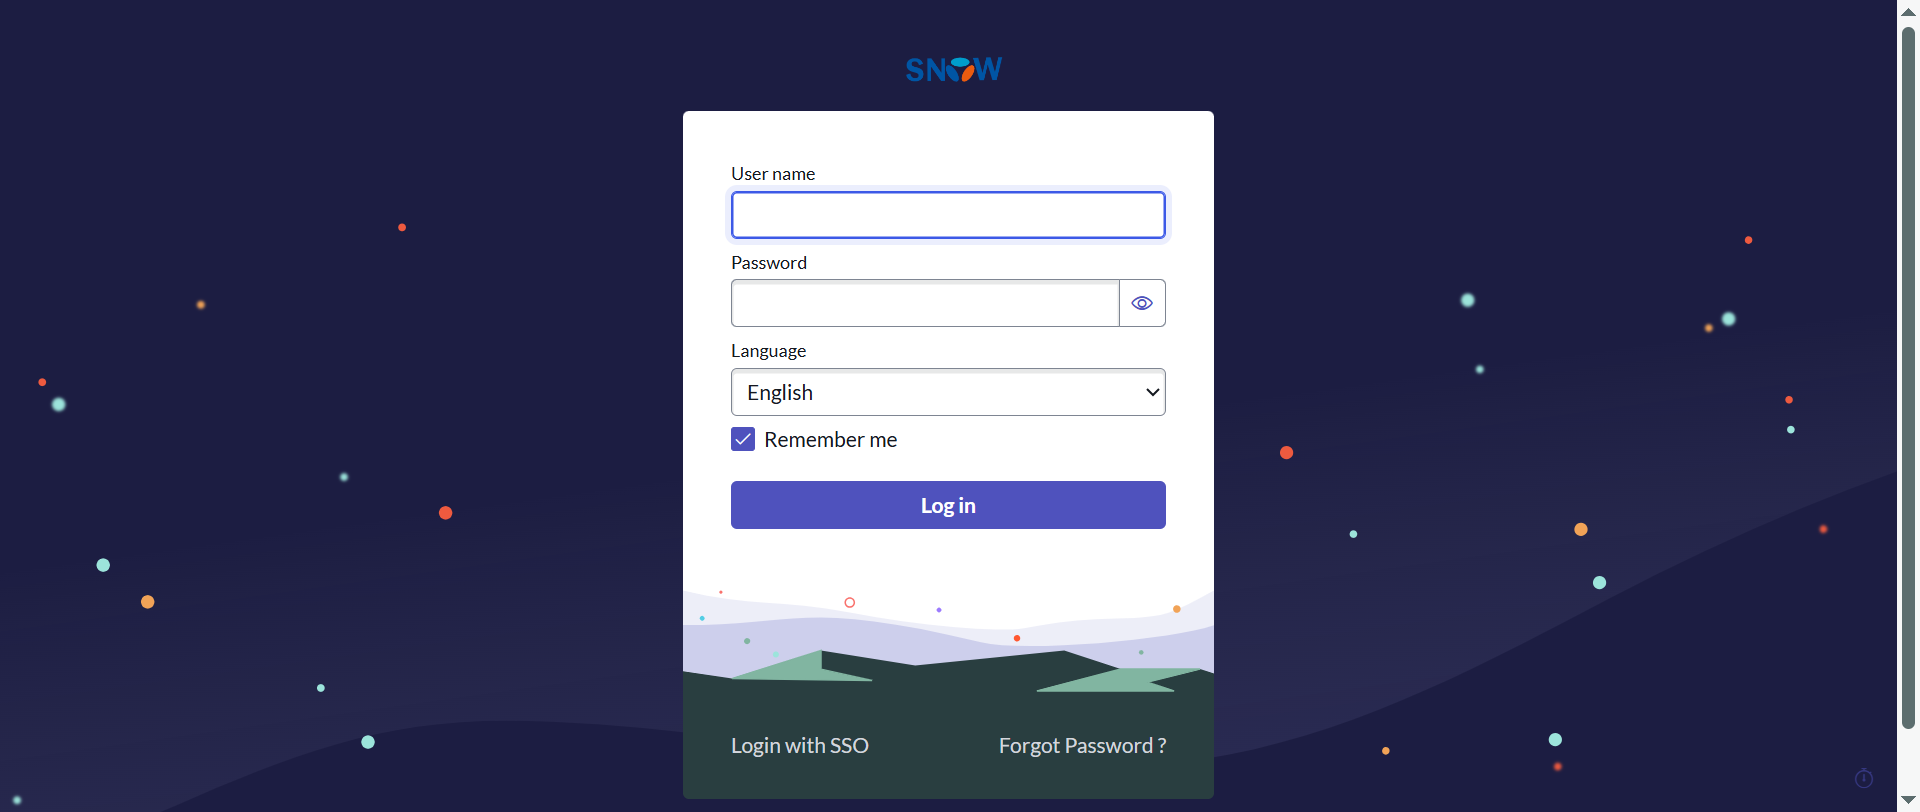 SNOW
User name
Password
Language
English
Remember me
Log in
Login with SSO
Forgot Password ?